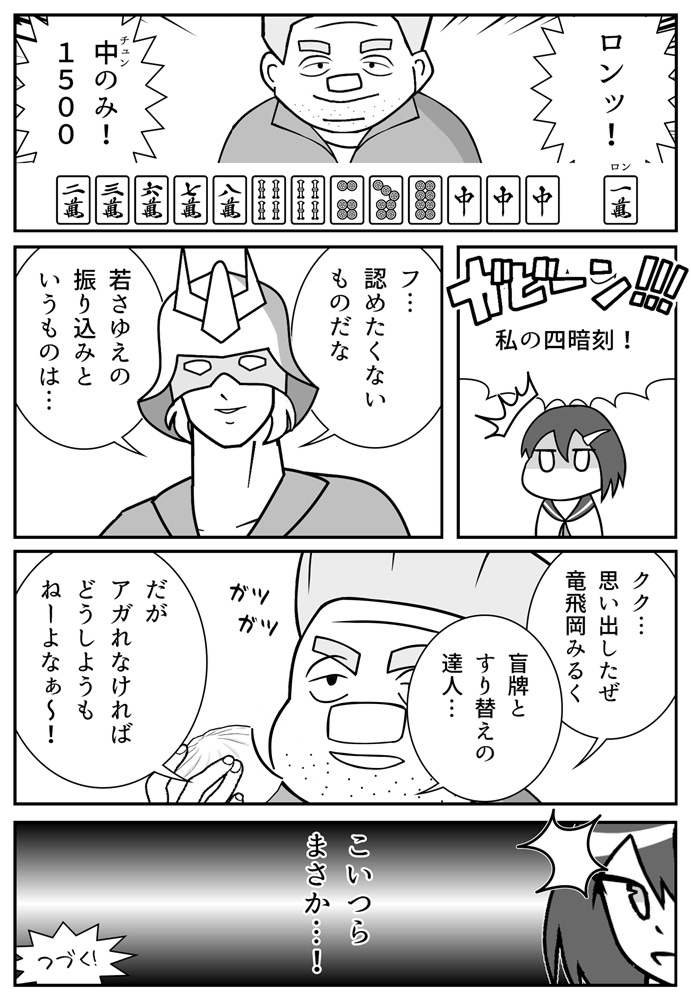 ロンッ！
中のみ！
チュン
１５００
二萬
三萬
六萬
七萬
八萬
中
中
中
ロン
一萬
ガビーン!!!
私の四暗刻！
フ…
認めたくない
ものだな
若さゆえの
振り込みと
いうものは…
クク…
思い出したぜ
竜飛岡みるく
盲牌と
すり替えの
達人…
ガツ
ガツ
だが
アガれなければ
どうしようも
ねーよなぁ～！
こいつら
まさか…！
つづく!